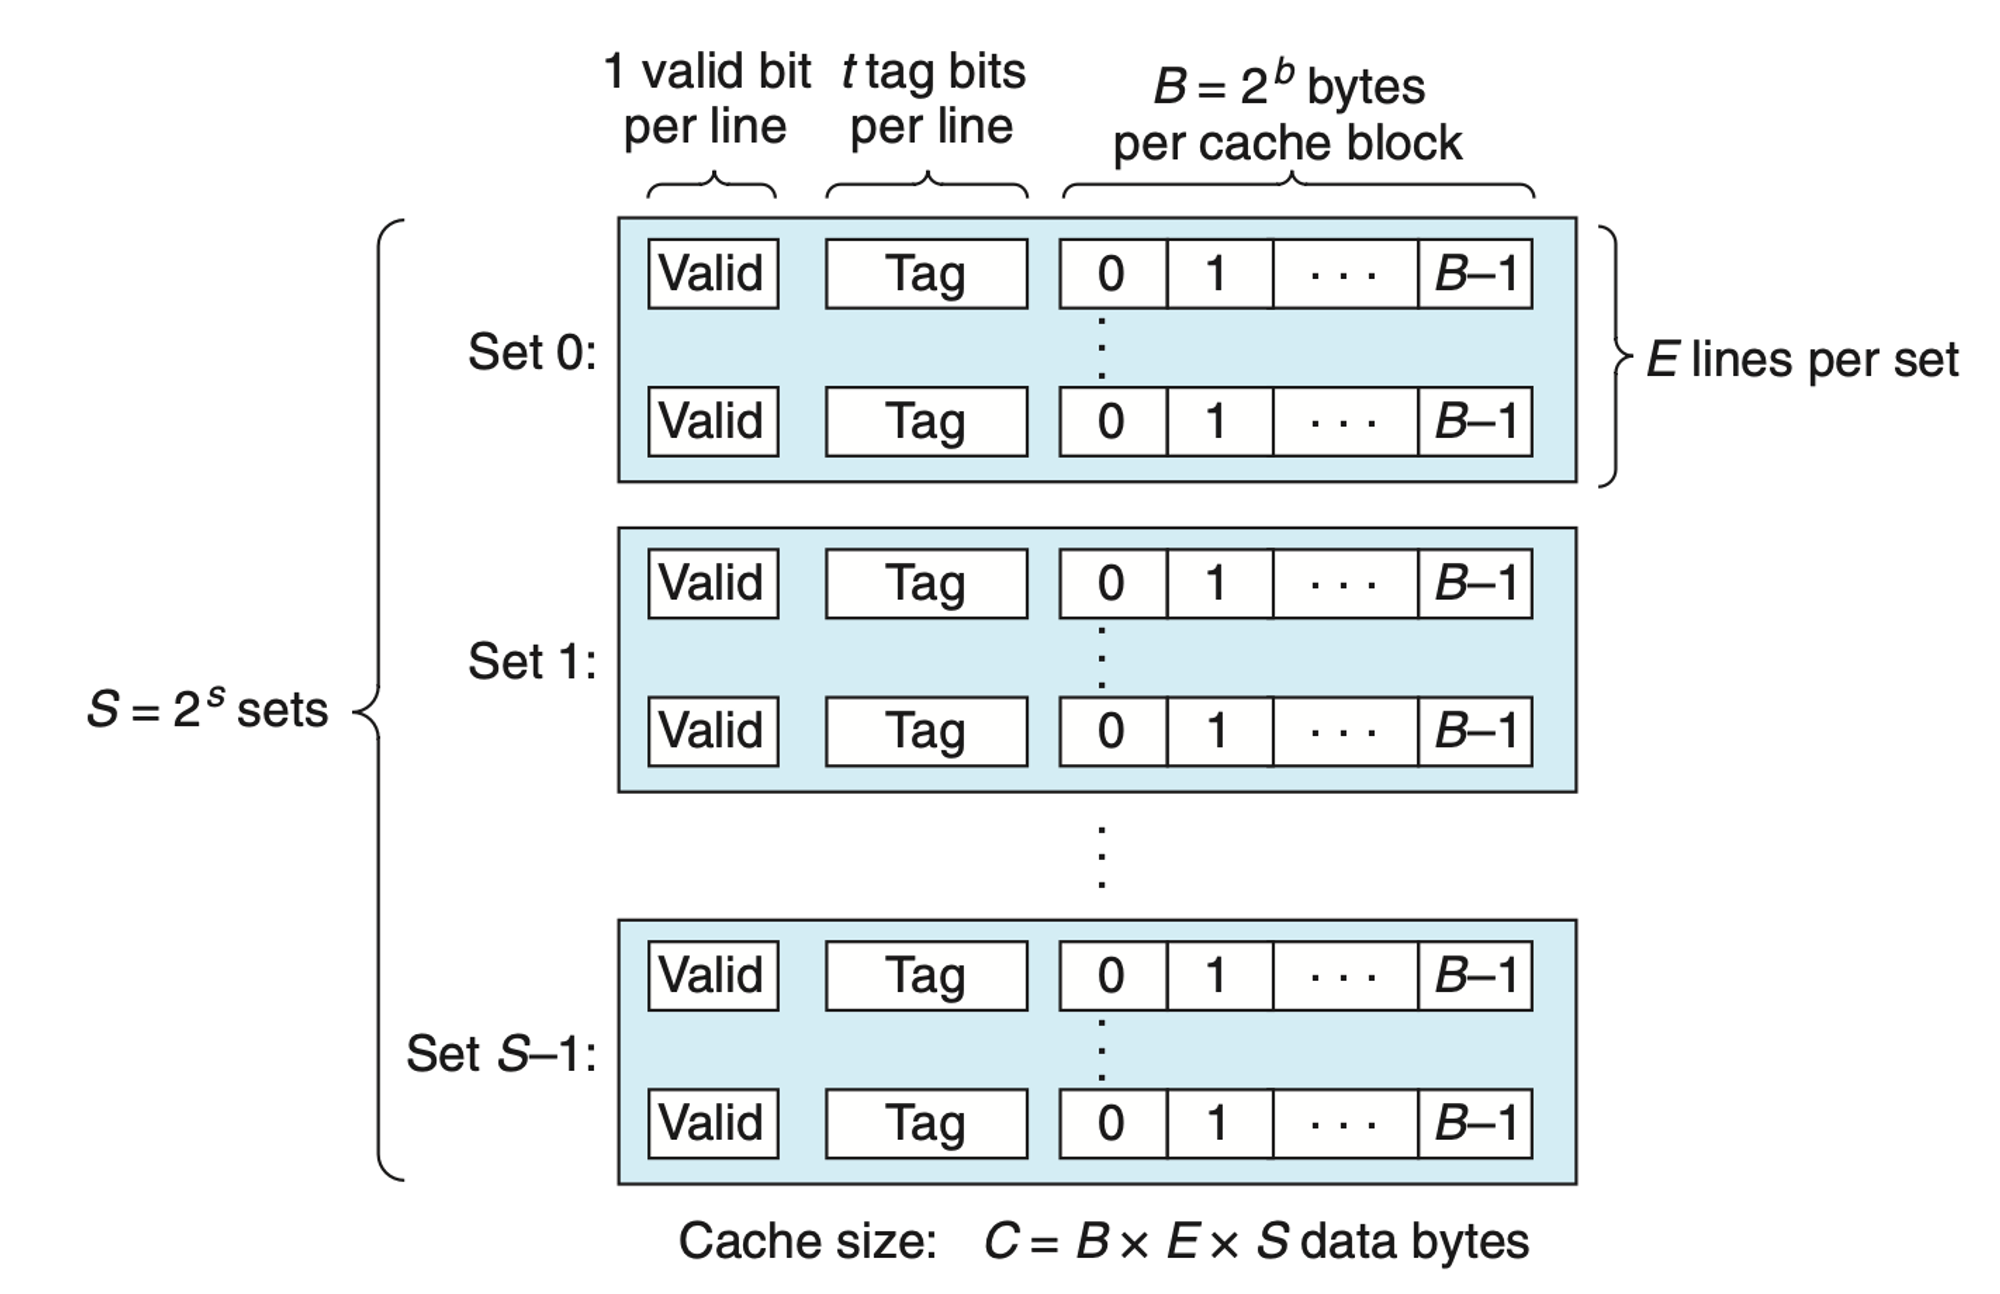 1 valid bit
per line
t tag bits
per line
B = 2^b bytes
per cache block
Valid Tag 0 1 · · · B–1
Set 0:
E lines per set
Valid Tag 0 1 · · · B–1
Valid Tag 0 1 · · · B–1
Set 1:
Valid Tag 0 1 · · · B–1
S = 2^s sets
Valid Tag 0 1 · · · B–1
Set S–1:
Valid Tag 0 1 · · · B–1
Cache size: C = B × E × S data bytes